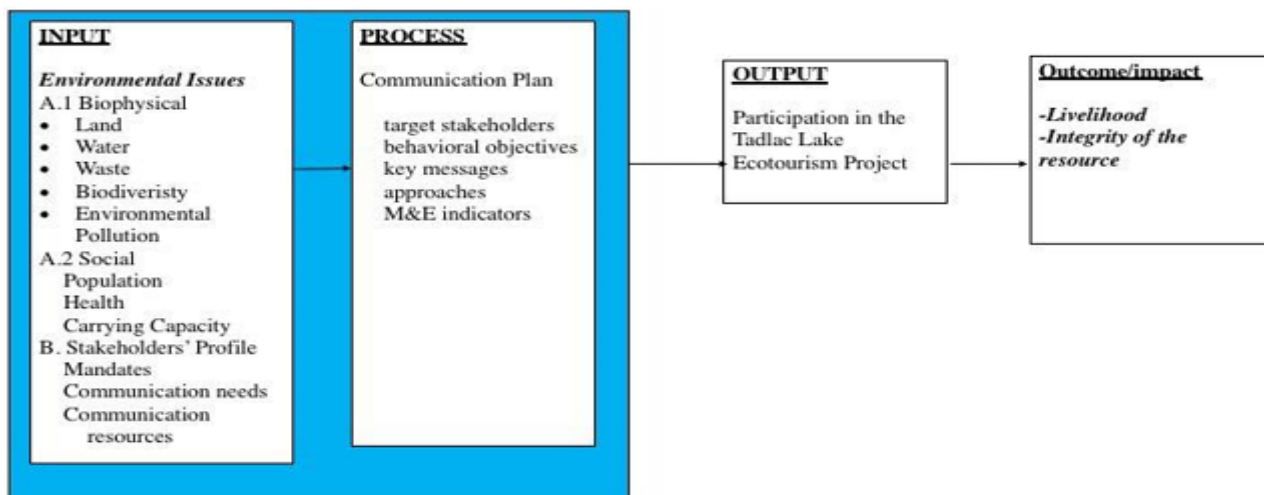 INPUT
Environmental Issues
A.1 Biophysical
• Land
• Water
• Waste
• Biodiveristy
• Environmental
Pollution
A.2 Social
Population
Health
Carrying Capacity
B. Stakeholders’ Profile
Mandates
Communication needs
Communication
resources
PROCESS
Communication Plan
target stakeholders
behavioral objectives
key messages
approaches
M&E indicators
OUTPUT
Participation in the
Tadlac Lake
Ecotourism Project
Outcome/impact
-Livelihood
-Integrity of the
resource